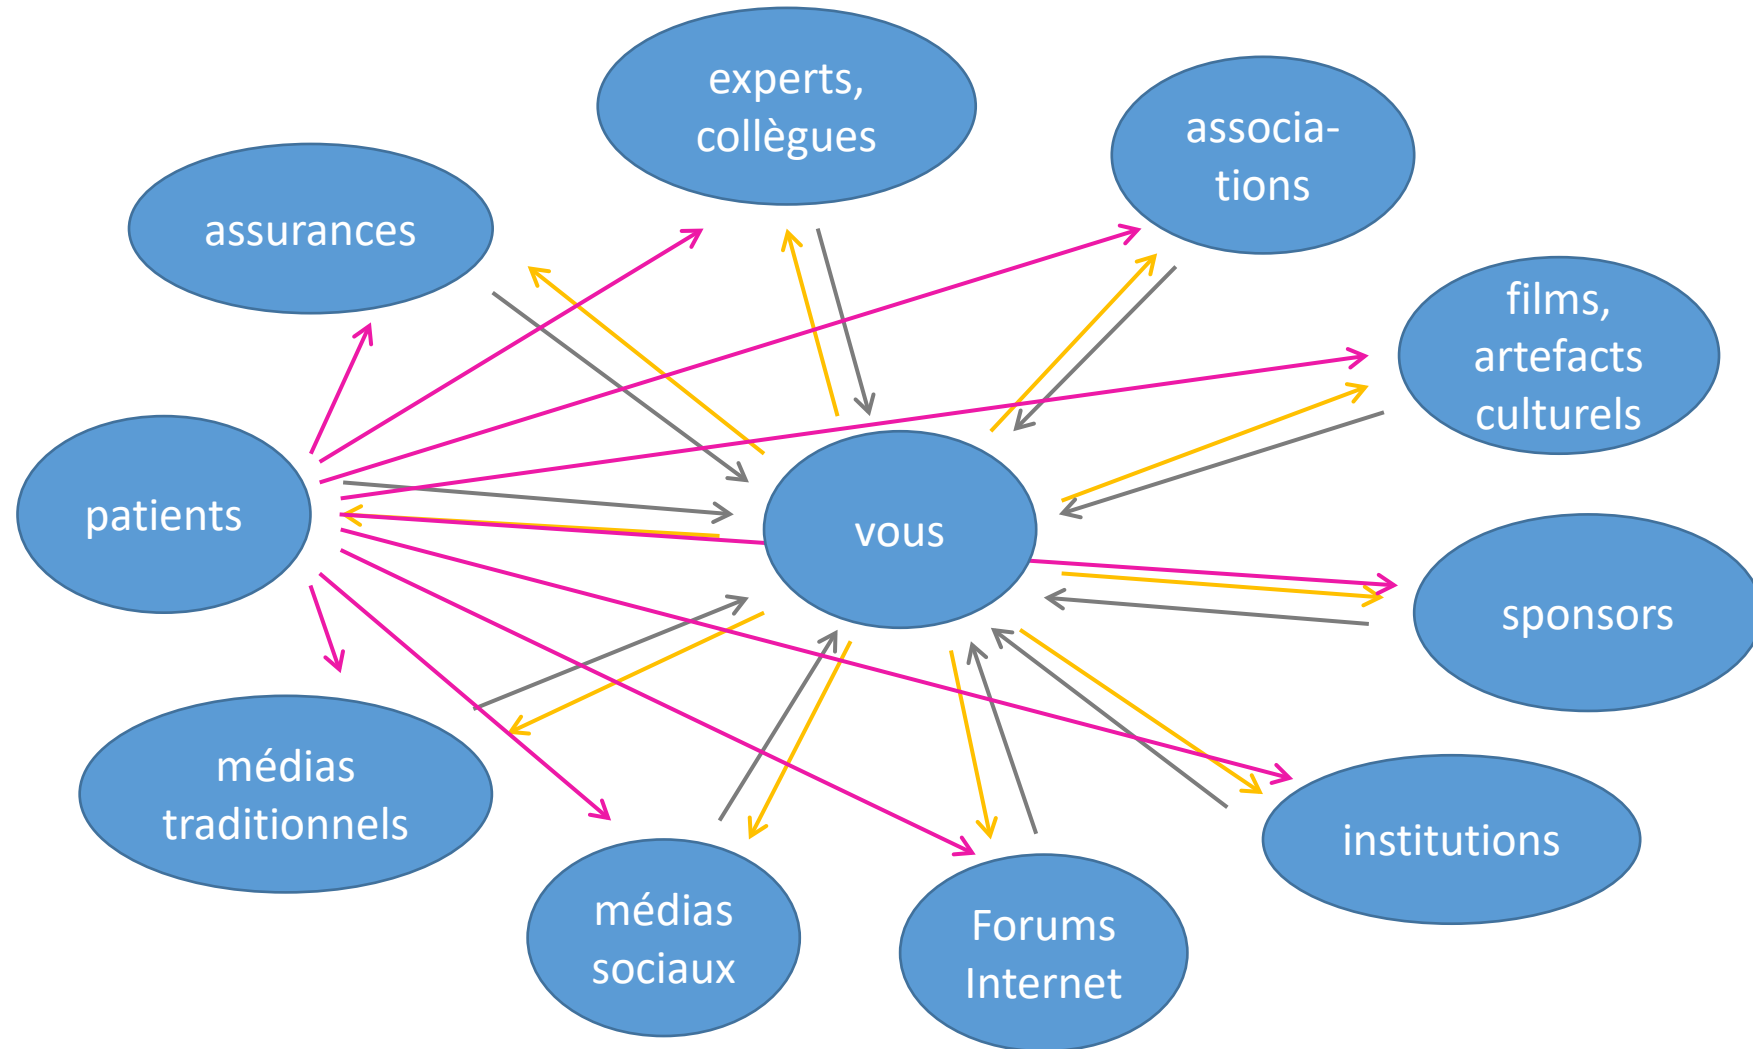 experts,
collègues
associa-
tions
assurances
films,
artefacts
culturels
patients
vous
sponsors
médias
traditionnels
institutions
médias
sociaux
Forums
Internet